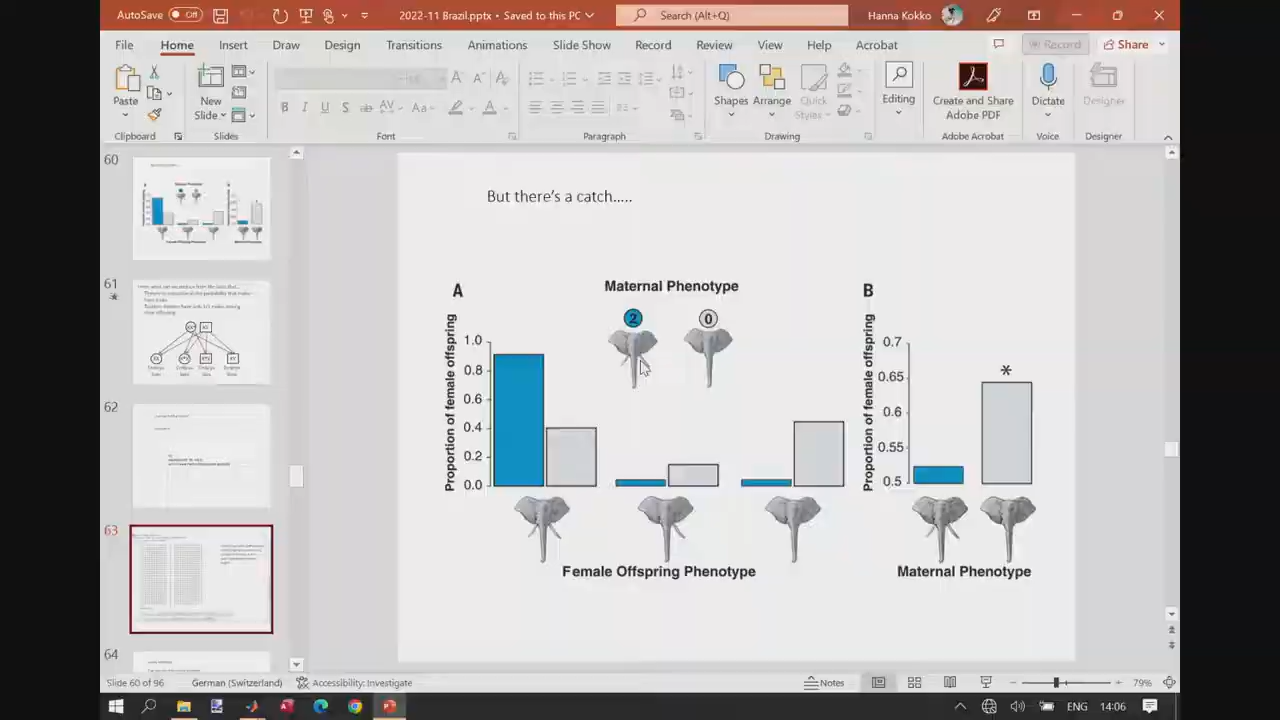 AutoSave Off 2022-11 Brazil.pptx • Saved to this PC Search (Alt+Q) Hanna Kokko
File Home Insert Draw Design Transitions Animations Slide Show Record Review View Help Acrobat Record Share
Paste New Slide Shapes Arrange Quick Styles Editing Create and Share Adobe PDF Dictate Designer
Clipboard Slides Font Paragraph Drawing Adobe Acrobat Voice Designer
60
61
62
63
64
But there's a catch.....
A Maternal Phenotype B
2 0
Proportion of female offspring
1.0
0.8
0.6
0.4
0.2
0.0
Female Offspring Phenotype
Proportion of female offspring
0.7
0.65
0.6
0.55
0.5
*
Maternal Phenotype
Slide 60 of 96 German (Switzerland) Accessibility: Investigate Notes 79%
ENG 14:06